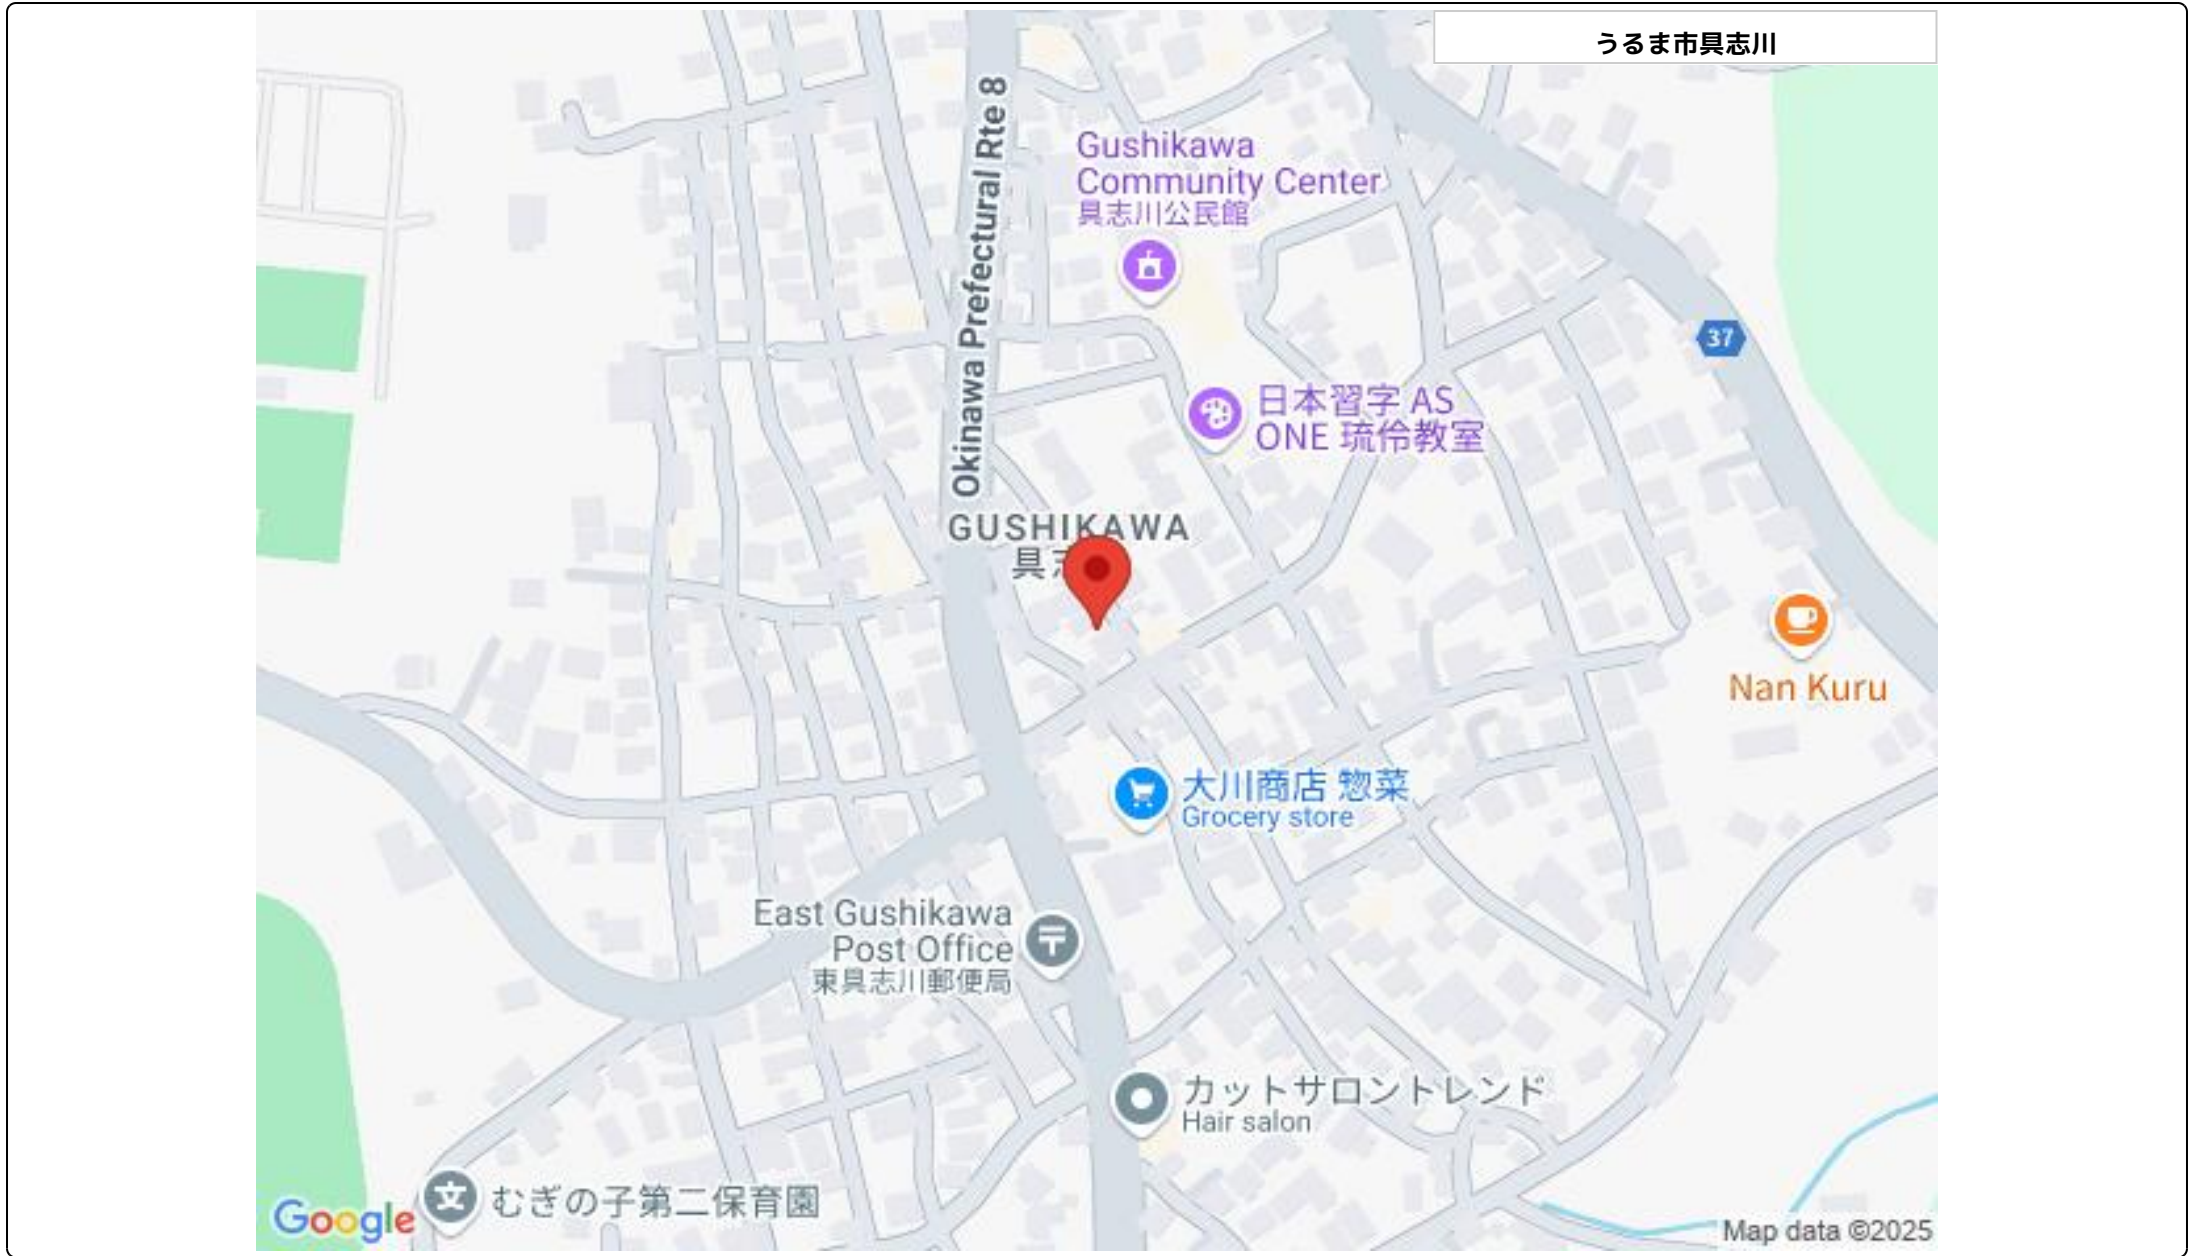 うるま市具志川
Okinawa Prefectural Rte 8
Gushikawa
Community Center
具志川公民館
37
日本習字 AS
ONE 琉伶教室
GUSHIKAWA
具志
Nan Kuru
大川商店 惣菜
Grocery store
East Gushikawa
Post Office
東具志川郵便局
カットサロントレンド
Hair salon
文
むぎの子第二保育園
Google
Map data ©2025